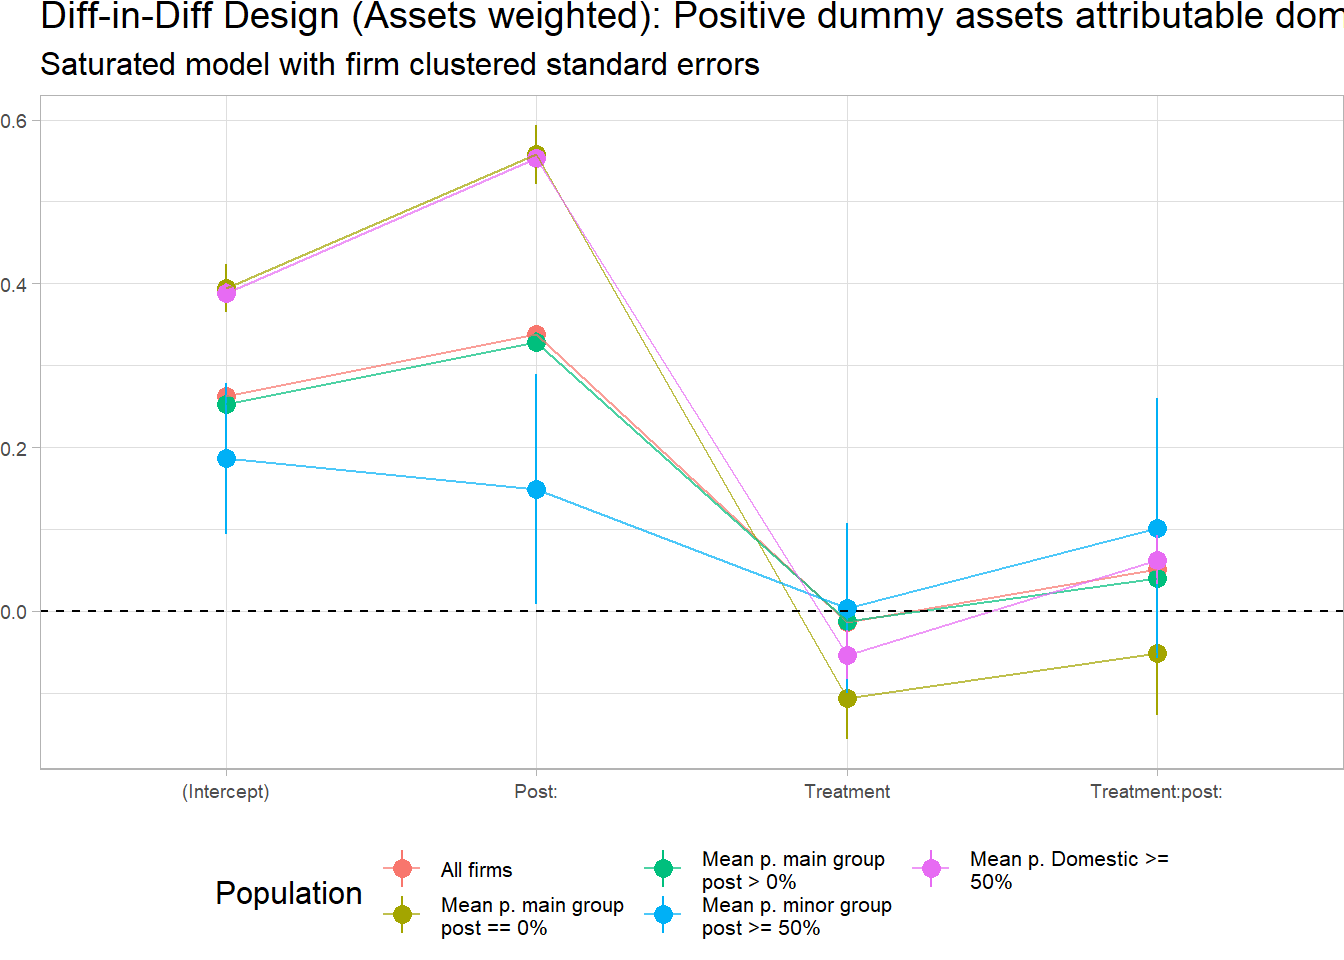 Diff-in-Diff Design (Assets weighted): Positive dummy assets attributable dom
Saturated model with firm clustered standard errors
0.6
0.4
0.2
0.0
(Intercept)
Post:
Treatment
Treatment:post:
Population
All firms
Mean p. main group
post == 0%
Mean p. main group
post > 0%
Mean p. minor group
post >= 50%
Mean p. Domestic >=
50%